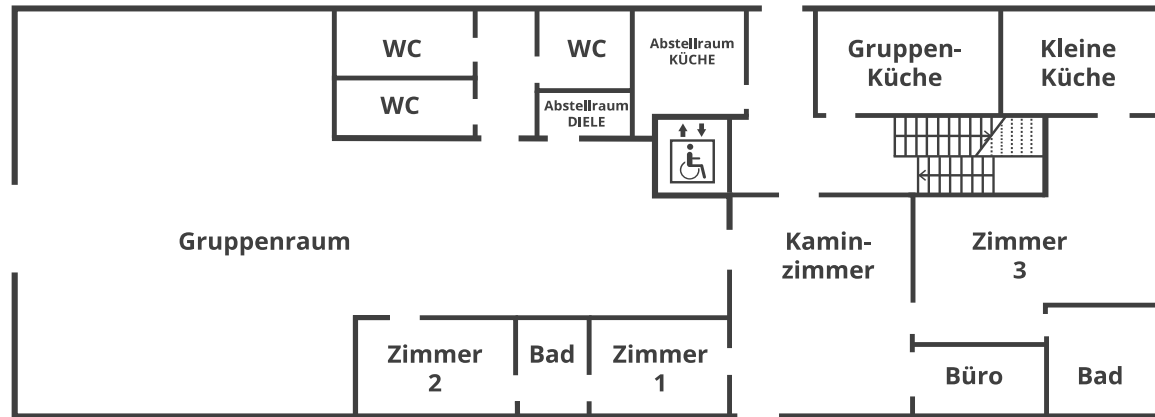 WC
WC
Abstellraum
KÜCHE
Gruppen-
Küche
Kleine
Küche
WC
Abstellraum
DIELE
Gruppenraum
Kamin-
zimmer
Zimmer
3
Zimmer
2
Bad
Zimmer
1
Büro
Bad